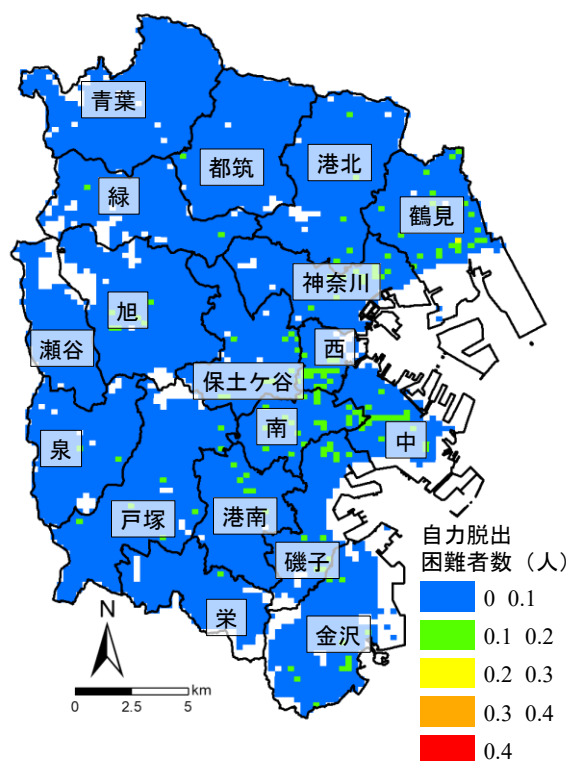 青葉
都筑
港北
緑
鶴見
神奈川
旭
瀬谷
西
保土ケ谷
南
中
泉
戸塚
港南
磯子
栄
金沢
N
0 2.5 5 km
自力脱出
困難者数（人）
0 0.1
0.1 0.2
0.2 0.3
0.3 0.4
0.4